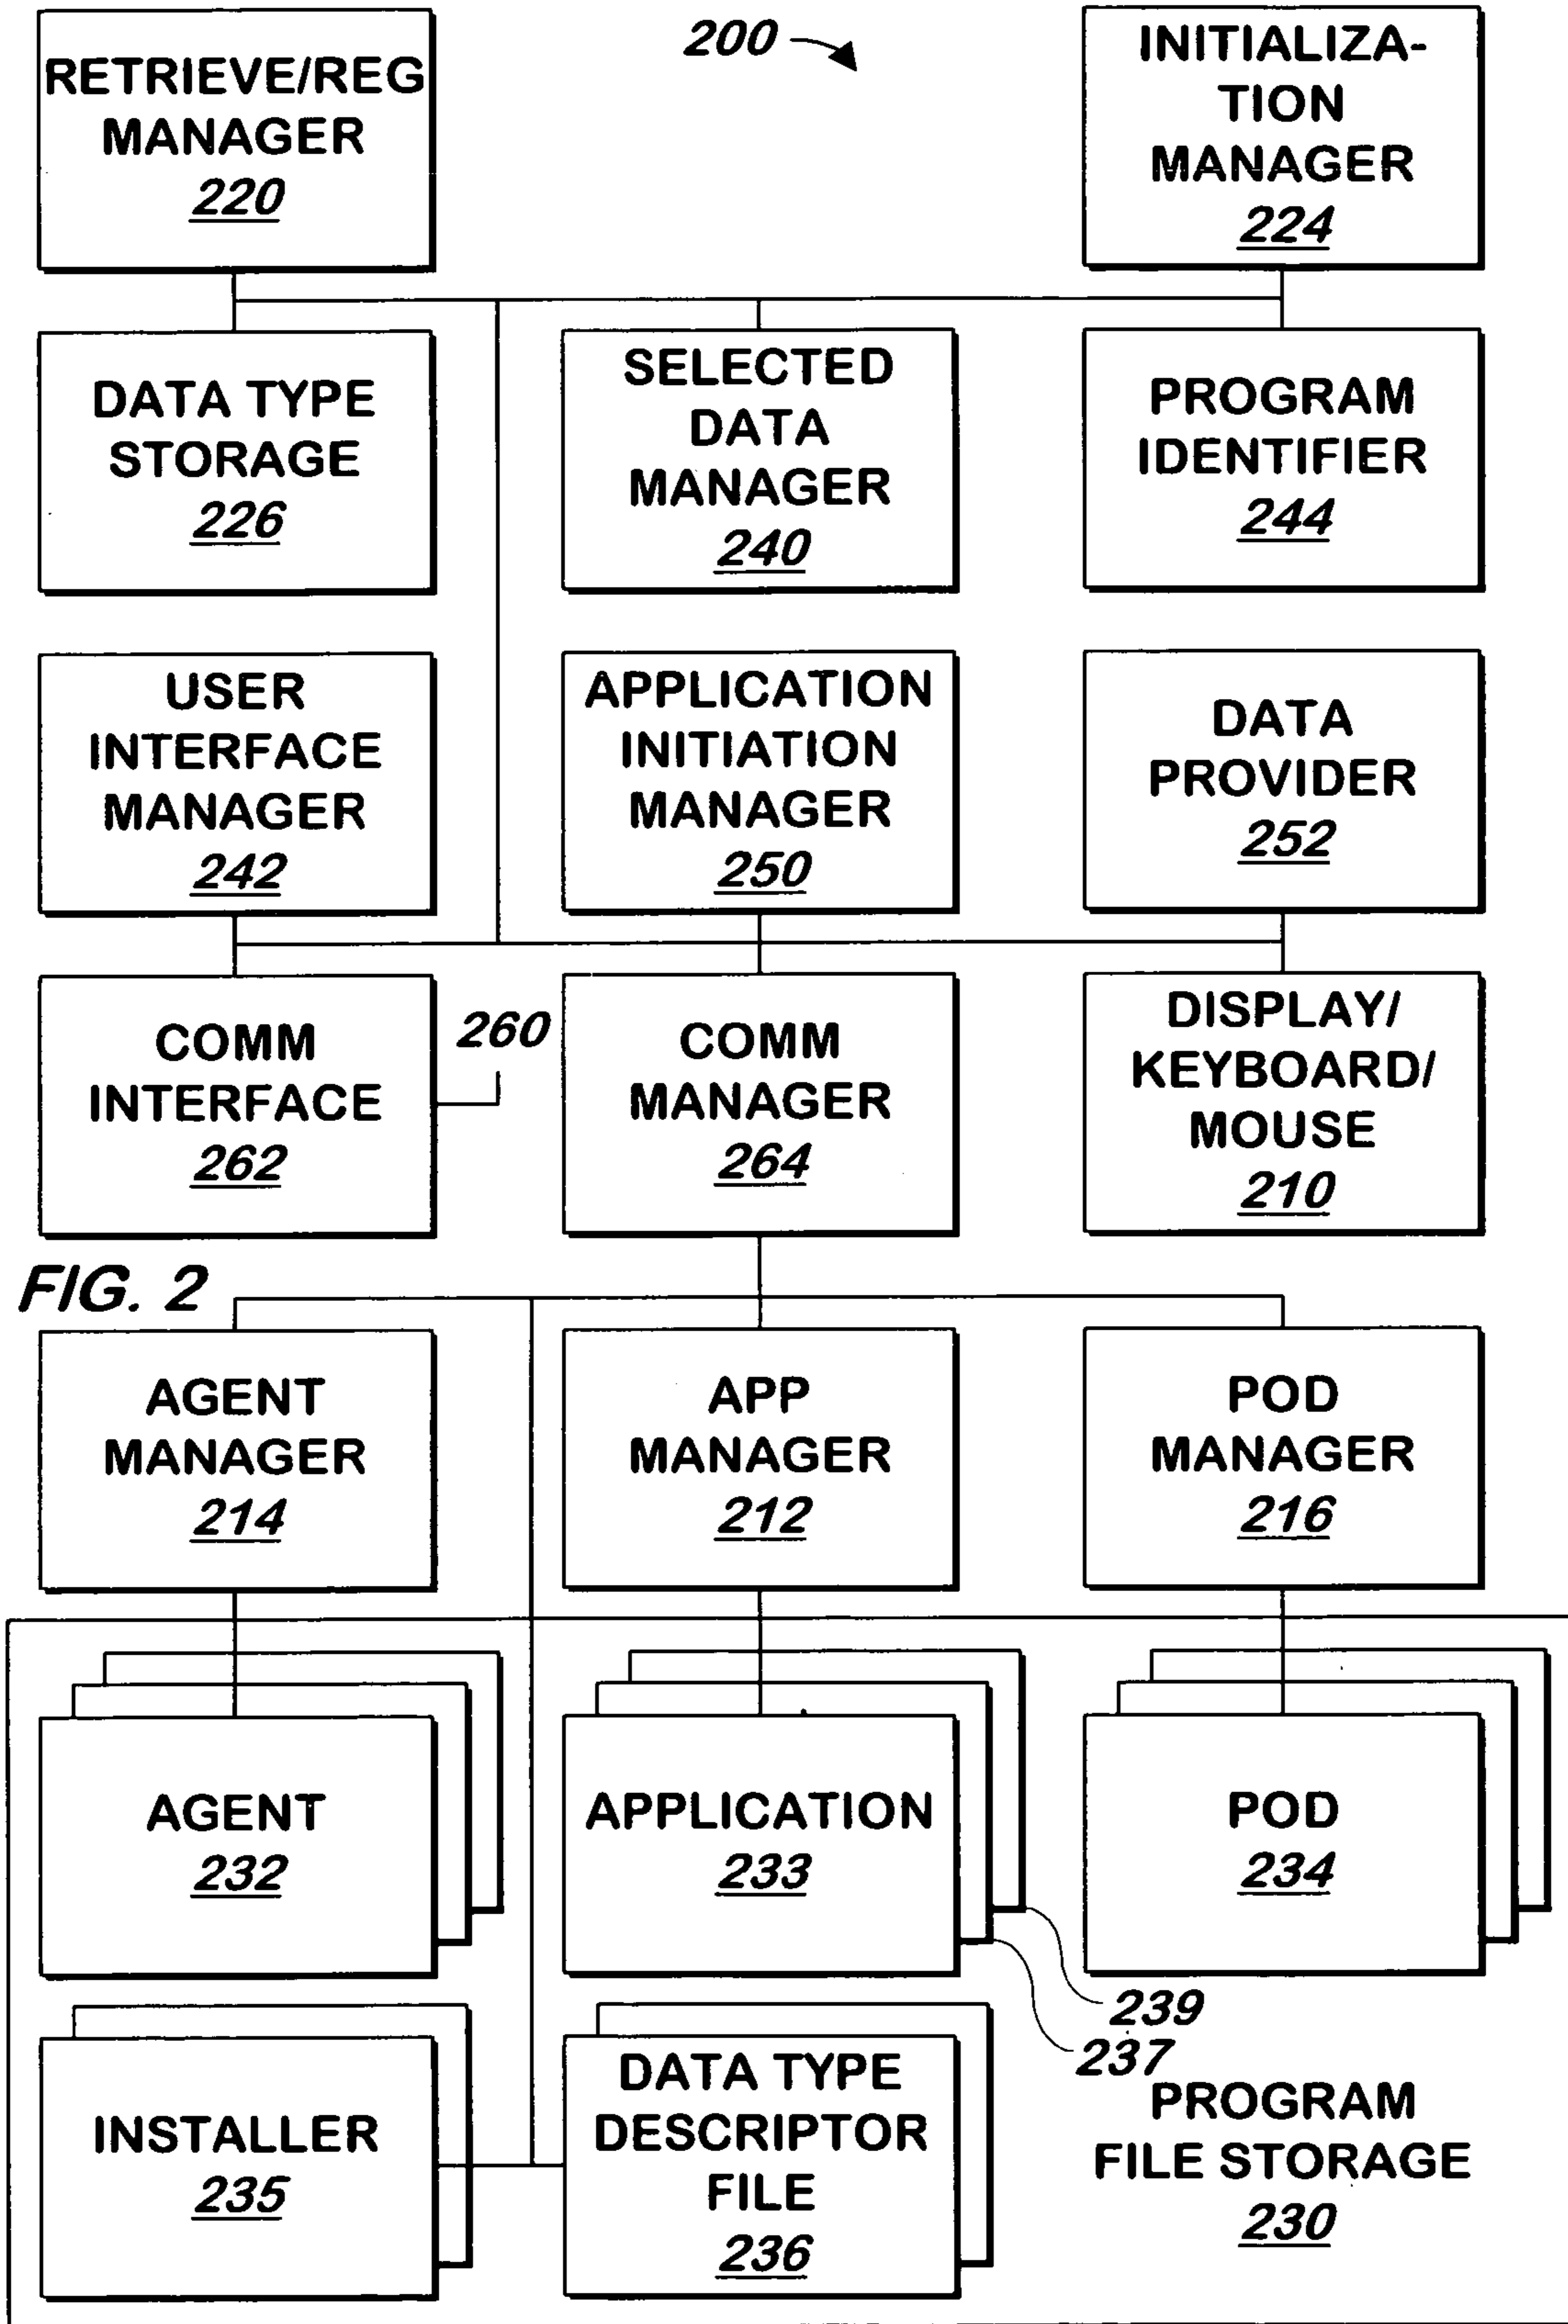 200
RETRIEVE/REG
MANAGER
220
INITIALIZA-
TION
MANAGER
224
DATA TYPE
STORAGE
226
SELECTED
DATA
MANAGER
240
PROGRAM
IDENTIFIER
244
USER
INTERFACE
MANAGER
242
APPLICATION
INITIATION
MANAGER
250
DATA
PROVIDER
252
COMM
INTERFACE
262
260
COMM
MANAGER
264
DISPLAY/
KEYBOARD/
MOUSE
210
FIG. 2
AGENT
MANAGER
214
APP
MANAGER
212
POD
MANAGER
216
AGENT
232
APPLICATION
233
POD
234
239
237
INSTALLER
235
DATA TYPE
DESCRIPTOR
FILE
236
PROGRAM
FILE STORAGE
230